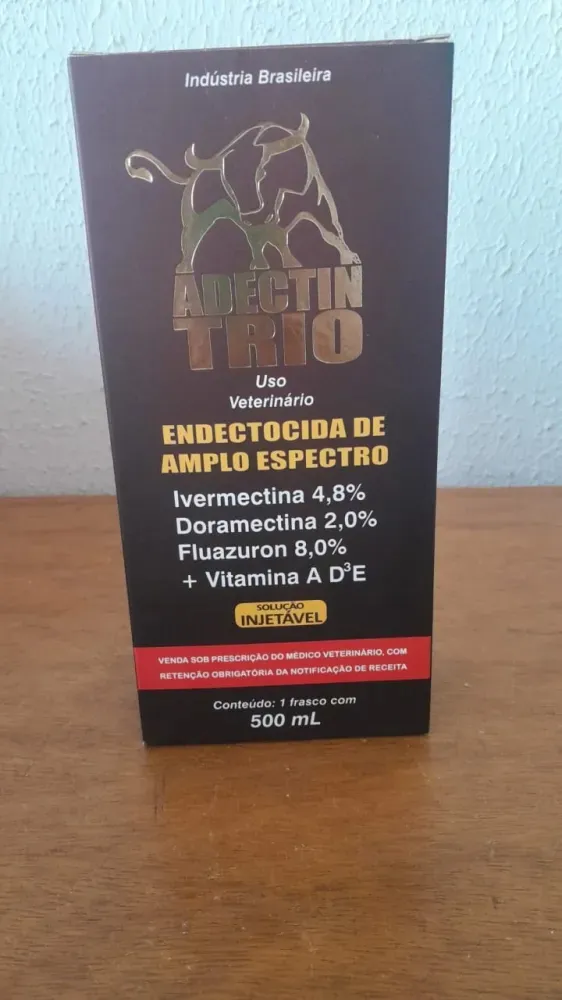 Indústria Brasileira
ADECTIN
TRIO
Uso
Veterinário
ENDECTOCIDA DE
AMPLO ESPECTRO
Ivermectina 4,8%
Doramectina 2,0%
Fluazuron 8,0%
+ Vitamina A D³E
SOLUÇÃO
INJETÁVEL
VENDA SOB PRESCRIÇÃO DO MÉDICO VETERINÁRIO, COM
RETENÇÃO OBRIGATÓRIA DA NOTIFICAÇÃO DE RECEITA
Conteúdo: 1 frasco com
500 mL